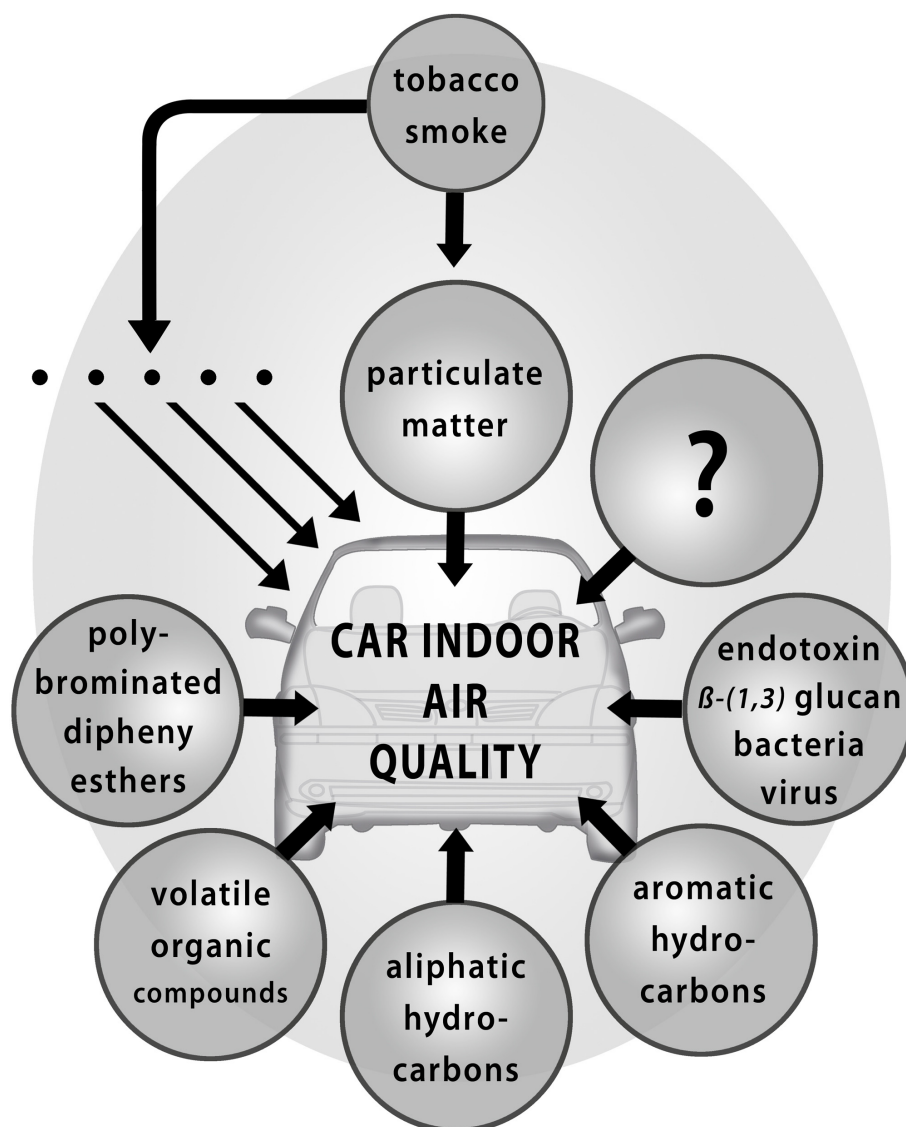 tobacco
smoke
particulate
matter
?
CAR INDOOR
AIR
QUALITY
poly-
brominated
dipheny
esthers
endotoxin
ß-(1,3) glucan
bacteria
virus
volatile
organic
compounds
aliphatic
hydro-
carbons
aromatic
hydro-
carbons